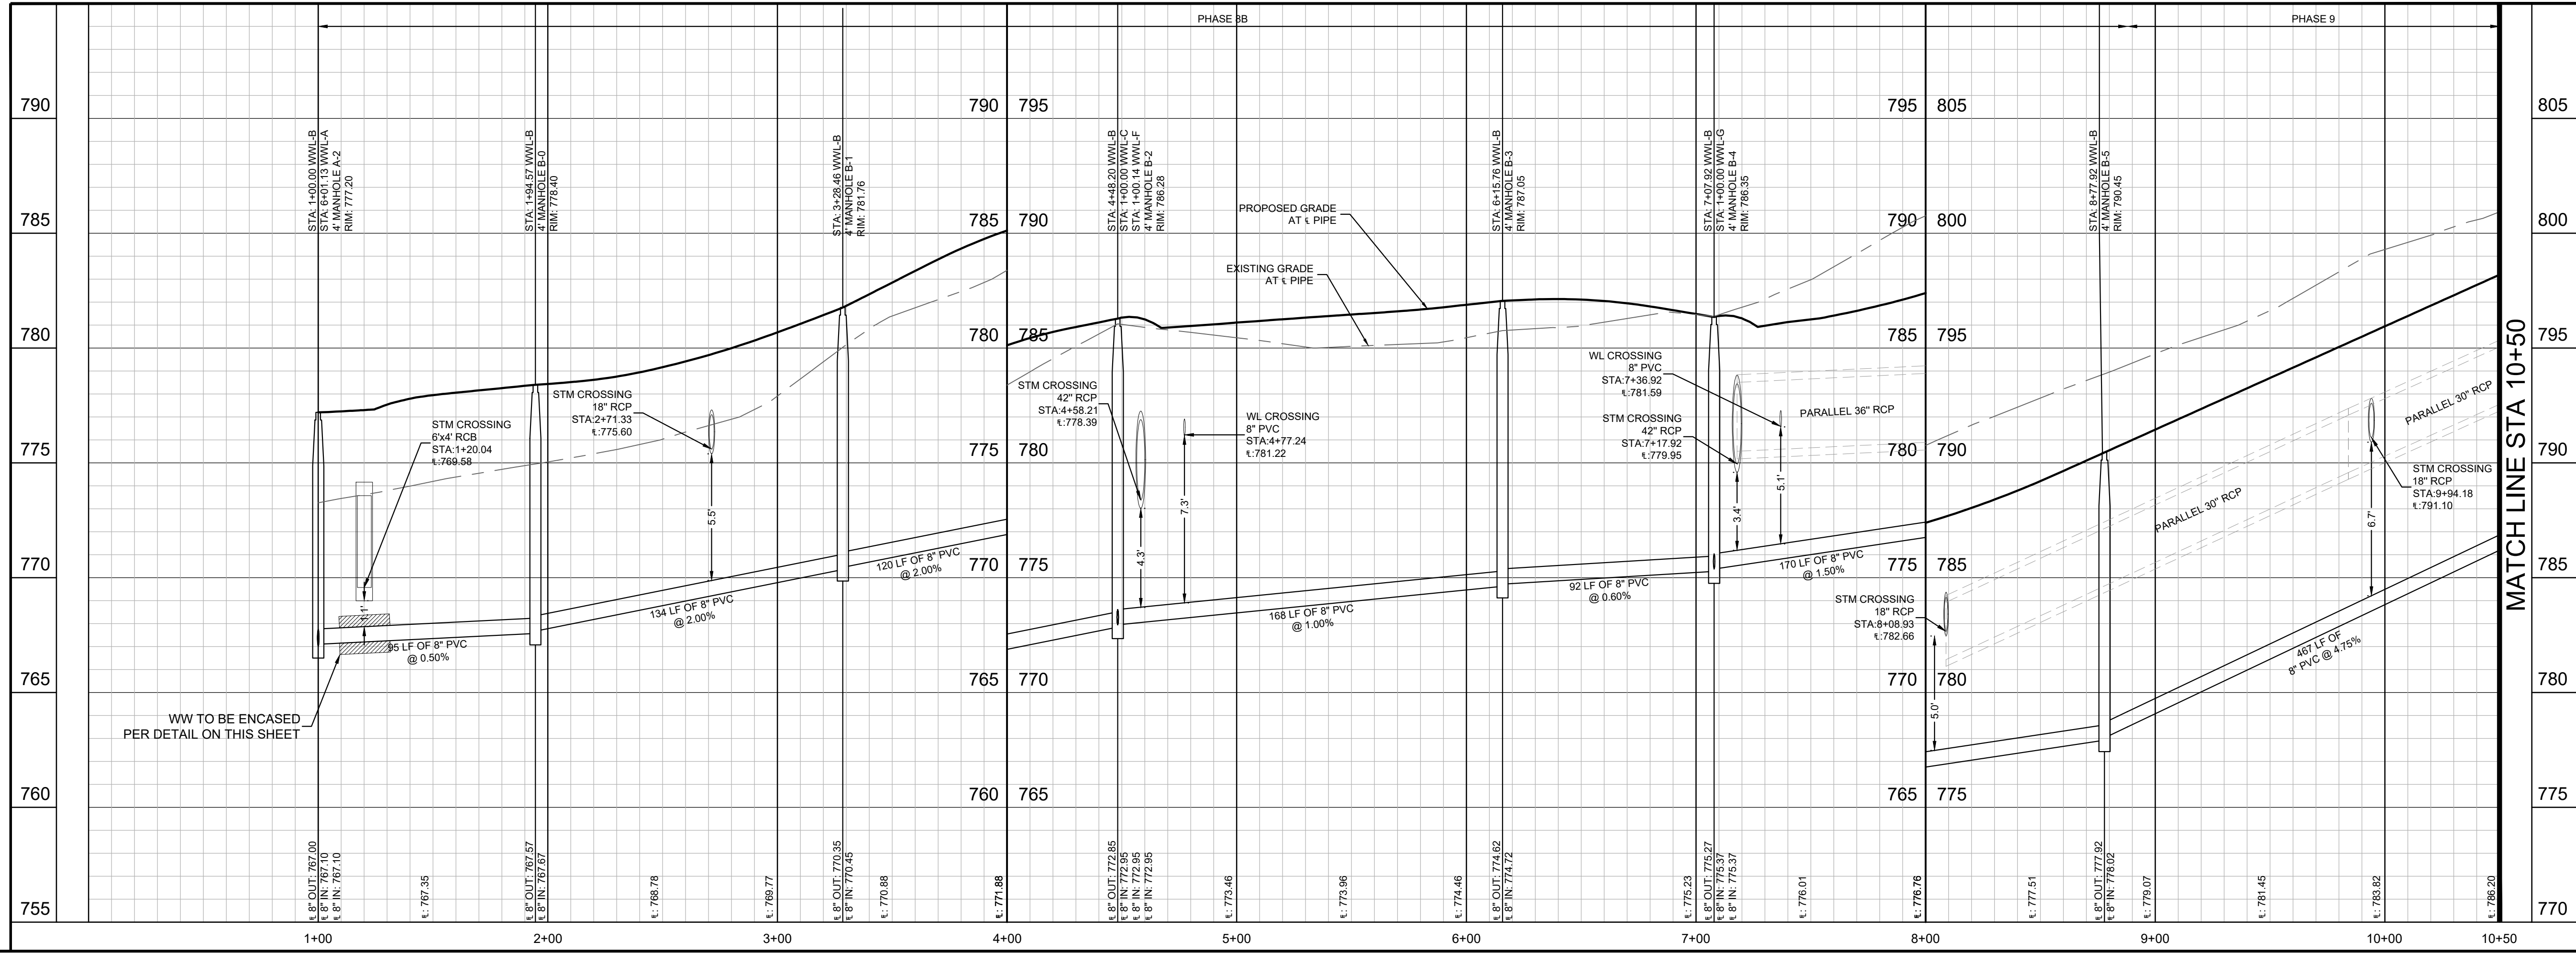 PHASE 8B
PHASE 9
790
785
780
775
770
765
760
755
790
785
780
775
770
765
760
795
790
785
780
775
770
765
795
790
785
780
775
770
765
805
800
795
790
785
780
775
805
800
795
790
785
780
775
770
STA: 1+00.00 WWL-B
STA: 6+01.13 WWL-A
4' MANHOLE A-2
RIM: 777.20
STA: 1+94.57 WWL-B
4' MANHOLE B-0
RIM: 778.40
STA: 3+28.46 WWL-B
4' MANHOLE B-1
RIM: 781.76
STA: 4+48.20 WWL-B
STA: 1+00.00 WWL-C
STA: 1+00.14 WWL-F
4' MANHOLE B-2
RIM: 786.28
STA: 6+15.76 WWL-B
4' MANHOLE B-3
RIM: 787.05
STA: 7+07.92 WWL-B
STA: 1+00.00 WWL-G
4' MANHOLE B-4
RIM: 786.35
STA: 8+77.92 WWL-B
4' MANHOLE B-5
RIM: 790.45
PROPOSED GRADE
AT ℄ PIPE
EXISTING GRADE
AT ℄ PIPE
STM CROSSING
6'x4' RCB
STA:1+20.04
℄:769.58
1.1'
STM CROSSING
18" RCP
STA:2+71.33
℄:775.60
5.5'
STM CROSSING
42" RCP
STA:4+58.21
℄:778.39
4.3'
WL CROSSING
8" PVC
STA:4+77.24
℄:781.22
7.3'
WL CROSSING
8" PVC
STA:7+36.92
℄:781.59
STM CROSSING
42" RCP
STA:7+17.92
℄:779.95
3.4'
5.1'
PARALLEL 36" RCP
STM CROSSING
18" RCP
STA:8+08.93
℄:782.66
5.0'
PARALLEL 30" RCP
PARALLEL 30" RCP
STM CROSSING
18" RCP
STA:9+94.18
℄:791.10
6.7'
95 LF OF 8" PVC
@ 0.50%
134 LF OF 8" PVC
@ 2.00%
120 LF OF 8" PVC
@ 2.00%
168 LF OF 8" PVC
@ 1.00%
92 LF OF 8" PVC
@ 0.60%
170 LF OF 8" PVC
@ 1.50%
467 LF OF
8" PVC @ 4.75%
WW TO BE ENCASED
PER DETAIL ON THIS SHEET
MATCH LINE STA 10+50
℄ 8" OUT: 767.00
℄ 8" IN: 767.10
℄ 8" IN: 767.10
℄: 767.35
℄ 8" OUT: 767.57
℄ 8" IN: 767.67
℄: 768.78
℄: 769.77
℄ 8" OUT: 770.35
℄ 8" IN: 770.45
℄: 770.88
℄: 771.88
℄ 8" OUT: 772.85
℄ 8" IN: 772.95
℄ 8" IN: 772.95
℄ 8" IN: 772.95
℄: 773.46
℄: 773.96
℄: 774.46
℄ 8" OUT: 774.62
℄ 8" IN: 774.72
℄: 775.23
℄ 8" OUT: 775.27
℄ 8" IN: 775.37
℄ 8" IN: 775.37
℄: 776.01
℄: 776.76
℄: 777.51
℄ 8" OUT: 777.92
℄ 8" IN: 778.02
℄: 779.07
℄: 781.45
℄: 783.82
℄: 786.20
1+00
2+00
3+00
4+00
5+00
6+00
7+00
8+00
9+00
10+00
10+50